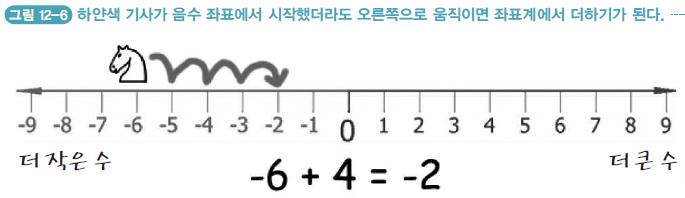 그림 12-6 하얀색 기사가 음수 좌표에서 시작했더라도 오른쪽으로 움직이면 좌표계에서 더하기가 된다.
-9 -8 -7 -6 -5 -4 -3 -2 -1 0 1 2 3 4 5 6 7 8 9
더 작은 수 더 큰 수
-6 + 4 = -2